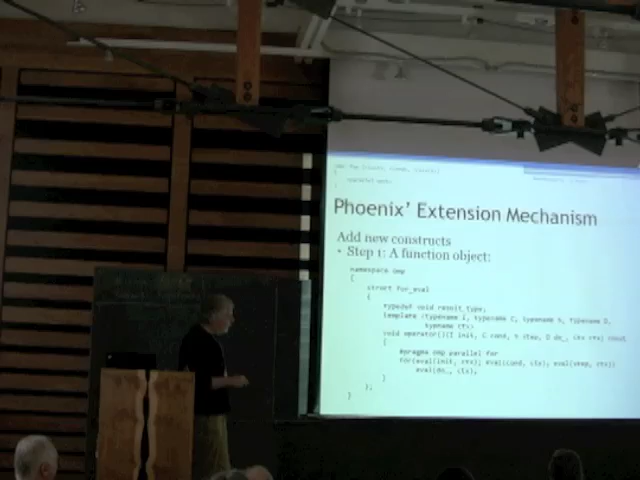 Phoenix' Extension Mechanism
Add new constructs
• Step 1: A function object:
namespace omp
{
struct for_eval
{
typedef void result_type;
template <typename I, typename C, typename S, typename D,
typename Ctx>
void operator()(I init, C cond, S step, D do_, Ctx ctx) const
{
#pragma omp parallel for
for(eval(init, ctx); eval(cond, ctx); eval(step, ctx))
eval(do_, ctx);
}
};
}